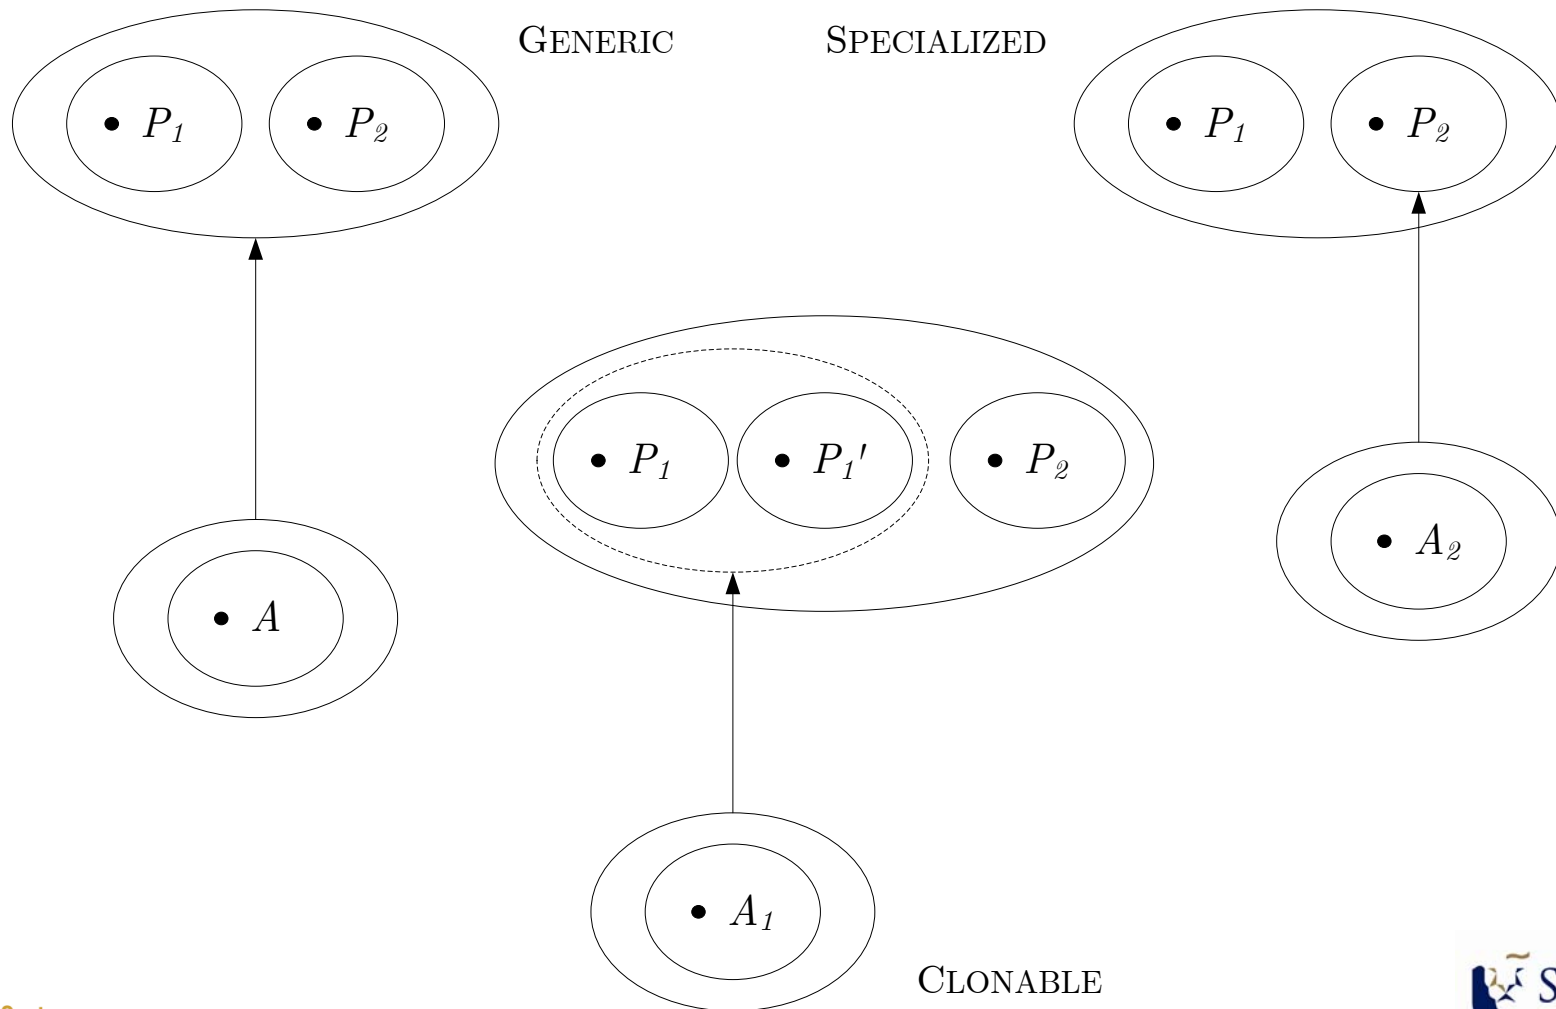 GENERIC
SPECIALIZED
• P₁
• P₂
• P₁
• P₂
• P₁
• P₁′
• P₂
• A₂
• A
• A₁
CLONABLE
S